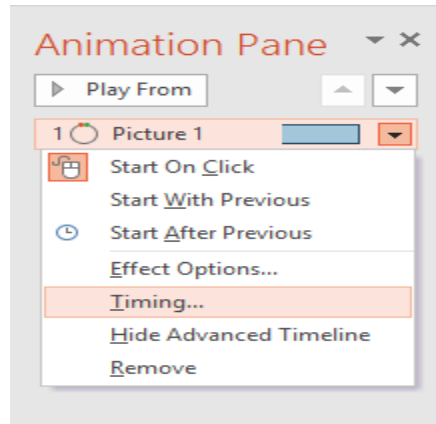 Animation Pane
Play From
1 Picture 1
Start On Click
Start With Previous
Start After Previous
Effect Options...
Timing...
Hide Advanced Timeline
Remove